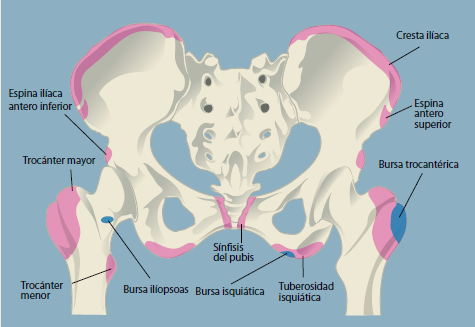 Cresta ilíaca
Espina ilíaca
antero inferior
Espina
antero
superior
Trocánter mayor
Bursa trocantérica
Sínfisis
del pubis
Trocánter
menor
Bursa ilíopsoas
Bursa isquiática
Tuberosidad
isquiática